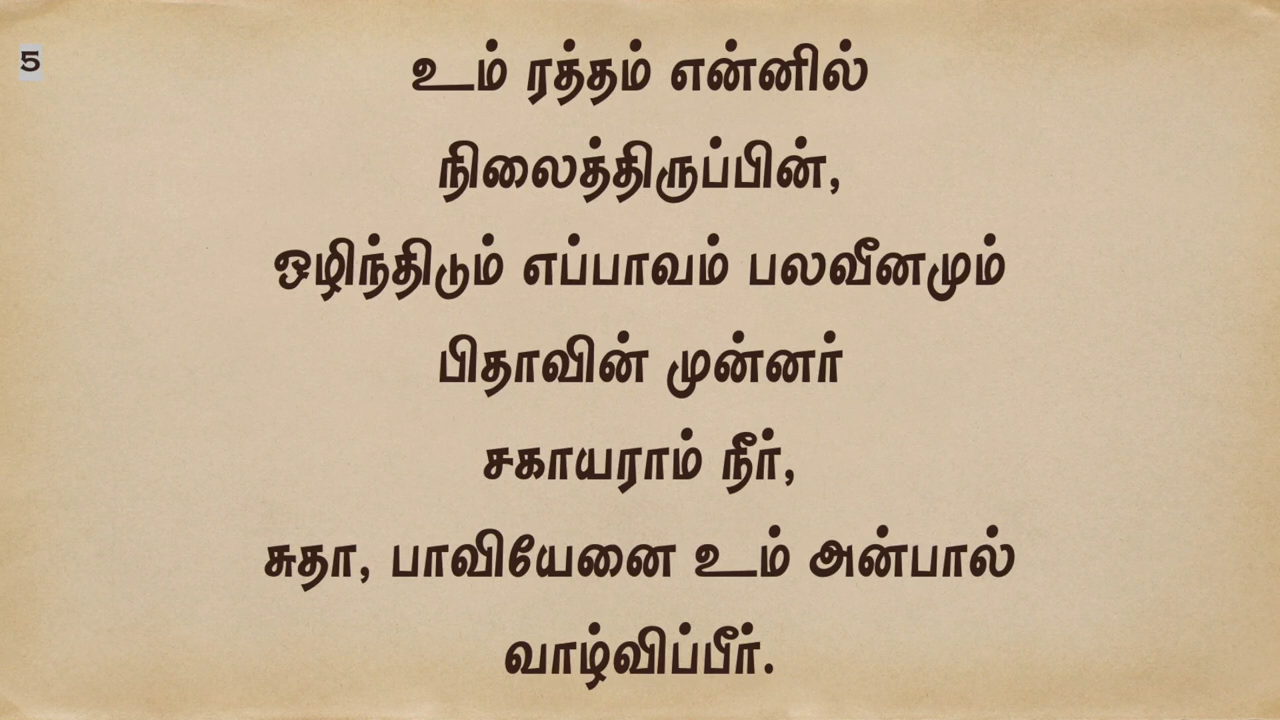 5
உம் ரத்தம் என்னில்
நிலைத்திருப்பின்,
ஒழிந்திடும் எப்பாவம் பலவீனமும்
பிதாவின் முன்னர்
சகாயராம் நீர்,
சுதா, பாவியேனை உம் அன்பால்
வாழ்விப்பீர்.